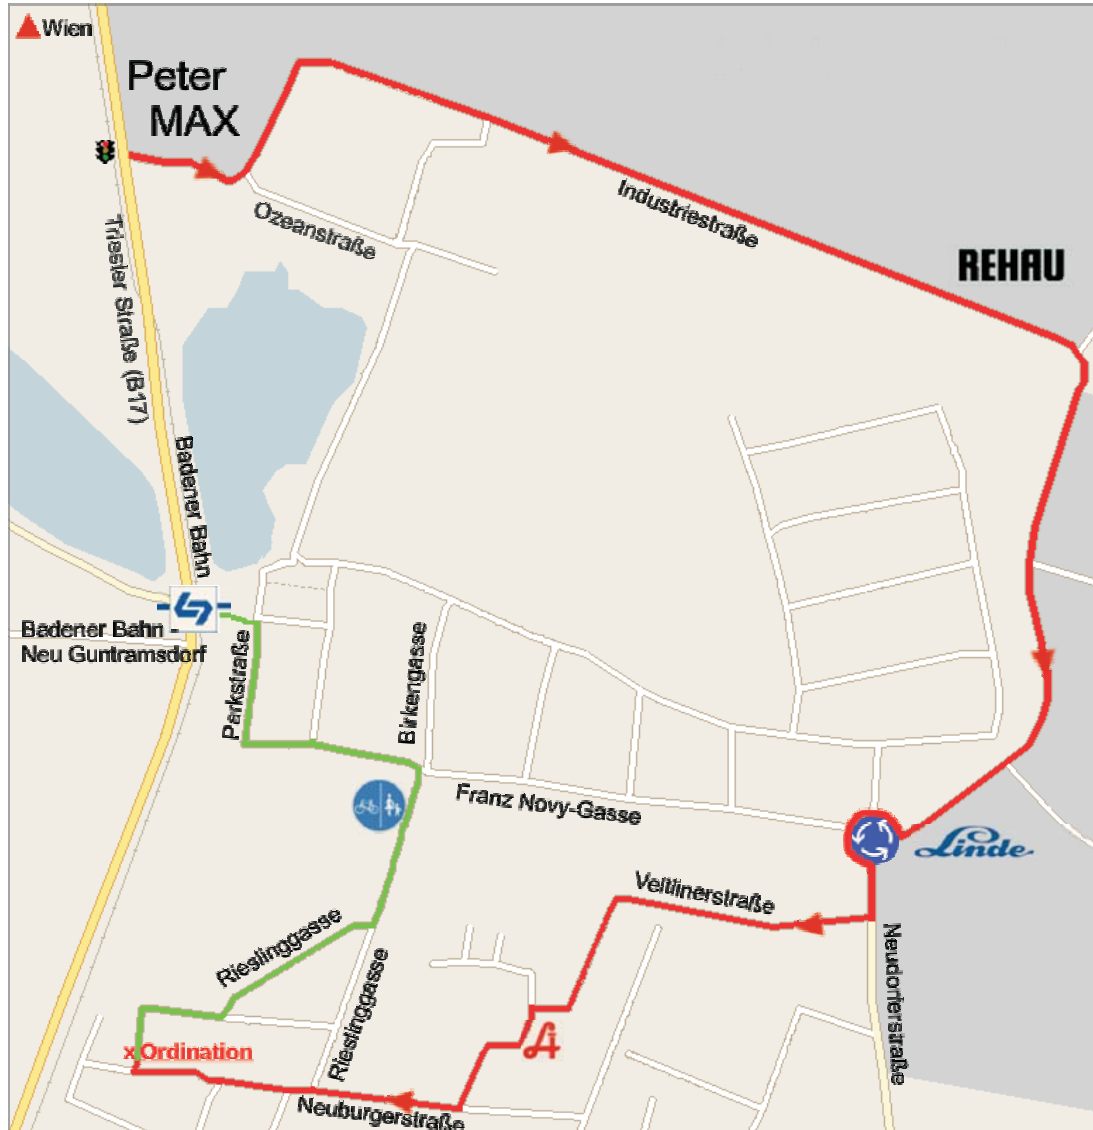 Wien
Peter
MAX
Industriestraße
Ozeanstraße
REHAU
Triester Straße (B17)
Badener Bahn
Badener Bahn -
Neu Guntramsdorf
Parkstraße
Birkengasse
Franz Novy-Gasse
Linde
Veltlinerstraße
Rieslinggasse
Rieslinggasse
Neudorferstraße
x Ordination
Neuburgerstraße